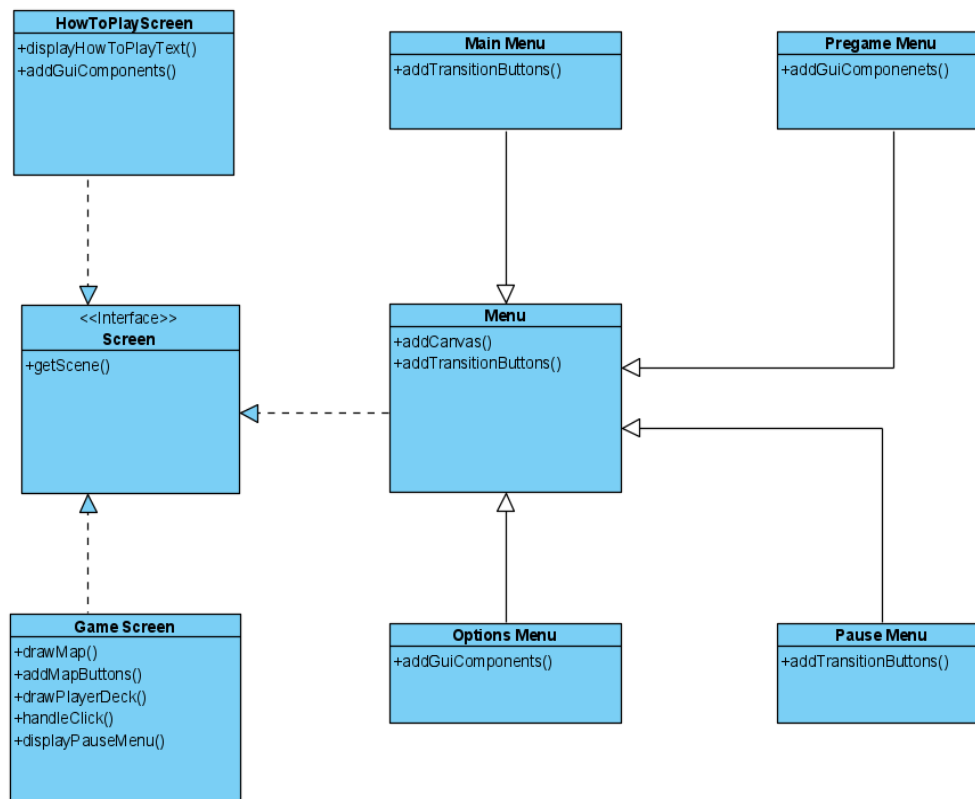 HowToPlayScreen
+displayHowToPlayText()
+addGuiComponents()
Main Menu
+addTransitionButtons()
Pregame Menu
+addGuiComponenets()
<<Interface>>
Screen
+getScene()
Menu
+addCanvas()
+addTransitionButtons()
Game Screen
+drawMap()
+addMapButtons()
+drawPlayerDeck()
+handleClick()
+displayPauseMenu()
Options Menu
+addGuiComponents()
Pause Menu
+addTransitionButtons()